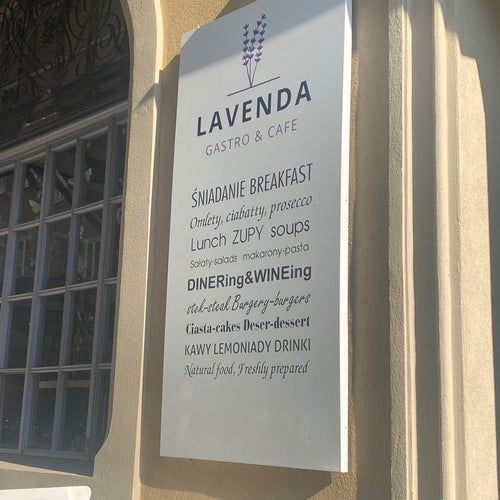 LAVENDA
GASTRO & CAFE
ŚNIADANIE BREAKFAST
Omlety, ciabatty, prosecco
Lunch ZUPY soups
Sałaty-salads makarony-pasta
DINERing&WINEing
stek-steak Burgery-burgers
Ciasta-cakes Deser-dessert
KAWY LEMONIADY DRINKI
Natural food, Freshly prepared